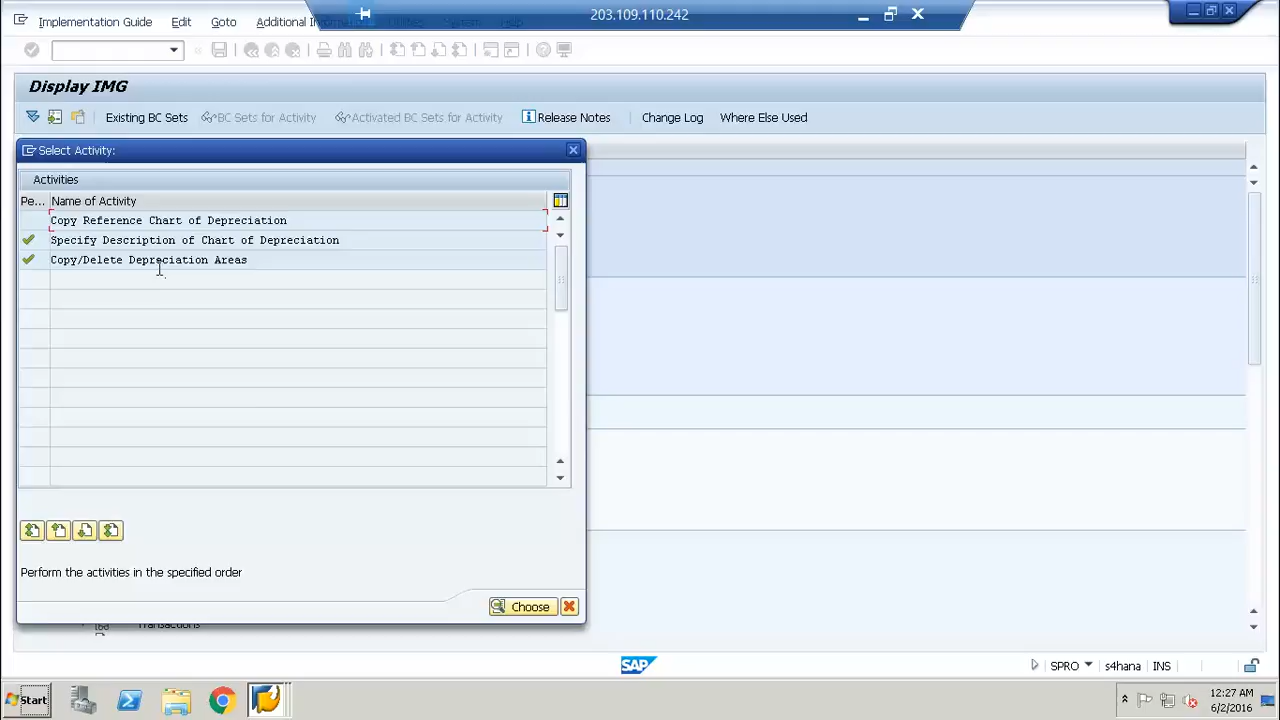 203.109.110.242
Implementation Guide Edit Goto Additional
Display IMG
Existing BC Sets BC Sets for Activity Activated BC Sets for Activity Release Notes Change Log Where Else Used
Select Activity:
Activities
Pe... Name of Activity
Copy Reference Chart of Depreciation
Specify Description of Chart of Depreciation
Copy/Delete Depreciation Areas
Perform the activities in the specified order
Choose
Transactions
SAP
SPRO s4hana INS
Start
12:27 AM
6/2/2016